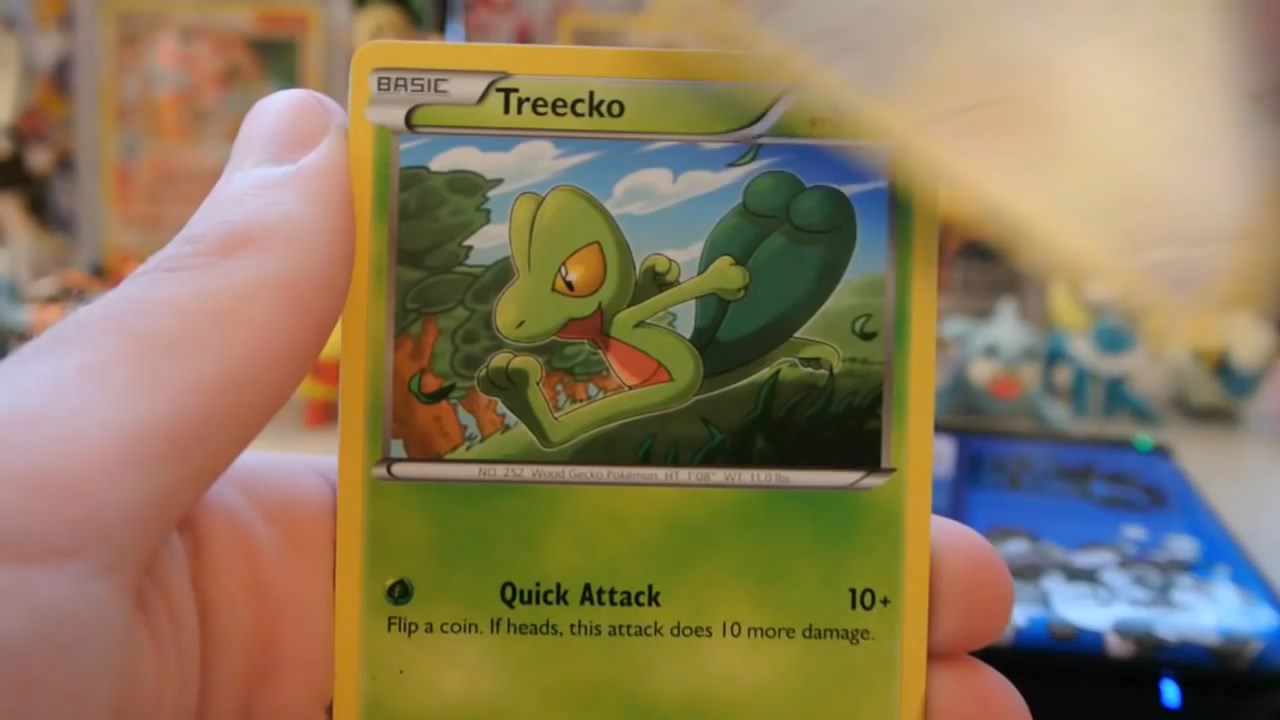 BASIC
Treecko
NO. 252 Wood Gecko Pokémon HT. 1'08" WT. 11.0 lbs.
Quick Attack 10+
Flip a coin. If heads, this attack does 10 more damage.